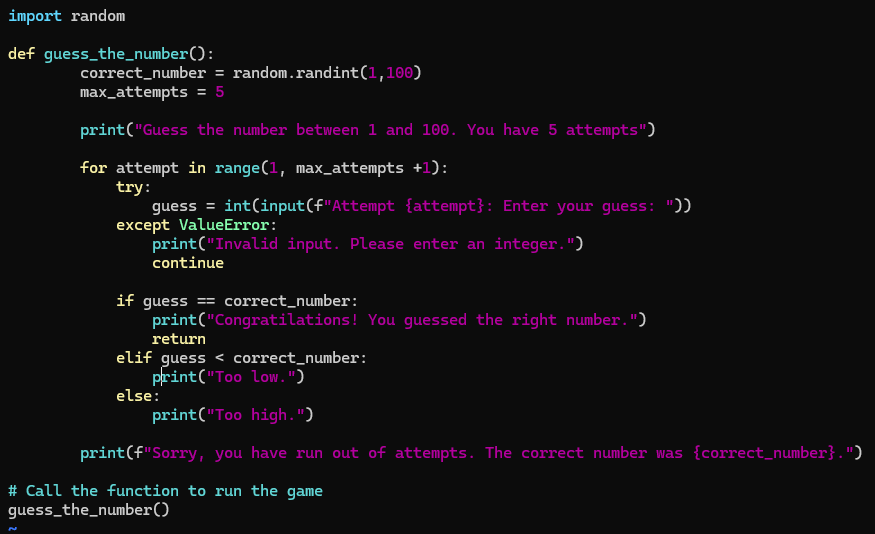 import random

def guess_the_number():
        correct_number = random.randint(1,100)
        max_attempts = 5

        print("Guess the number between 1 and 100. You have 5 attempts")

        for attempt in range(1, max_attempts +1):
            try:
                guess = int(input(f"Attempt {attempt}: Enter your guess: "))
            except ValueError:
                print("Invalid input. Please enter an integer.")
                continue

            if guess == correct_number:
                print("Congratilations! You guessed the right number.")
                return
            elif guess < correct_number:
                print("Too low.")
            else:
                print("Too high.")

        print(f"Sorry, you have run out of attempts. The correct number was {correct_number}.")

# Call the function to run the game
guess_the_number()
~